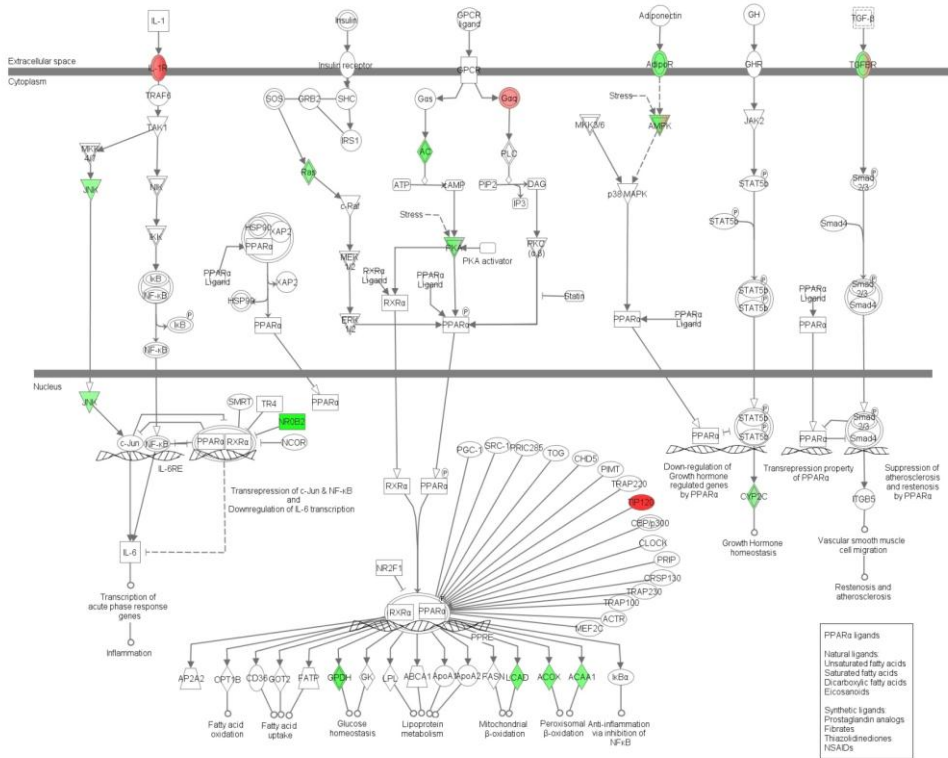 IL-1
Insulin
GPCR
ligand
Adiponectin
GH
TGF-β
Extracellular space
Cytoplasm
IL-1R
Insulin receptor
GPCR
AdipoR
GHR
TGFBR
TRAF6
SOS
GRB2
SHC
Gαs
Gαq
Stress
TAK1
IRS1
MKK3/6
AMPK
JAK2
MKK
4/7
AC
PLC
JNK
NIK
Ras
ATP
cAMP
PIP2
DAG
IP3
p38 MAPK
STAT5b
P
Smad
2/3
P
c-Raf
IKK
HSP90
XAP2
PPARα
Stress
PKA
PKA activator
PKC
(α,β)
STAT5b
P
Smad4
MEK
1/2
IκB
NF-κB
PPARα
Ligand
XAP2
HSP90
RXRα
Ligand
PPARα
Ligand
RXRα
Statin
STAT5b
P
STAT5b
P
PPARα
Ligand
Smad
2/3
P
Smad4
IκB
P
PPARα
ERK
1/2
PPARα
P
PPARα
PPARα
Ligand
PPARα
NF-κB
Nucleus
JNK
SMRT
TR4
PPARα
NR0B2
c-Jun
NF-κB
PPARα
RXRα
NCOR
IL-6RE
PPARα
STAT5b
P
STAT5b
P
PPARα
Smad
2/3
P
Smad4
PGC-1
SRC-1
PRIC285
TOG
CHD5
PIMT
TRAP220
TIP120
CBP/p300
CLOCK
PRIP
CRSP130
TRAP230
TRAP100
ACTR
MEF2C
Transrepression of c-Jun & NF-κB
and
Downregulation of IL-6 transcription
RXRα
PPARα
P
Down-regulation of
Growth hormone
regulated genes
by PPARα
Transrepression property
of PPARα
Suppression of
atherosclerosis
and restenosis by
PPARα
CYP2C
ITGB5
IL-6
NR2F1
Growth Hormone
homeostasis
Vascular smooth muscle
cell migration
Restenosis and
atherosclerosis
Transcription of
acute phase response
genes
Inflammation
RXRα
PPARα
P
PPRE
AP2A2
CPT1B
CD36
GOT2
FATP
GPDH
GK
LPL
ABCA1
ApoA1
ApoA2
FASN
LCAD
ACOX
ACAA1
IκBα
Fatty acid
oxidation
Fatty acid
uptake
Glucose
homeostasis
Lipoprotein
metabolism
Mitochondrial
β-oxidation
Peroxisomal
β-oxidation
Anti-inflammation
via inhibition of
NFκB
PPARα ligands
Natural ligands:
Unsaturated fatty acids
Saturated fatty acids
Dicarboxylic fatty acids
Eicosanoids
Synthetic ligands:
Prostaglandin analogs
Fibrates
Thiazolidinediones
NSAIDs